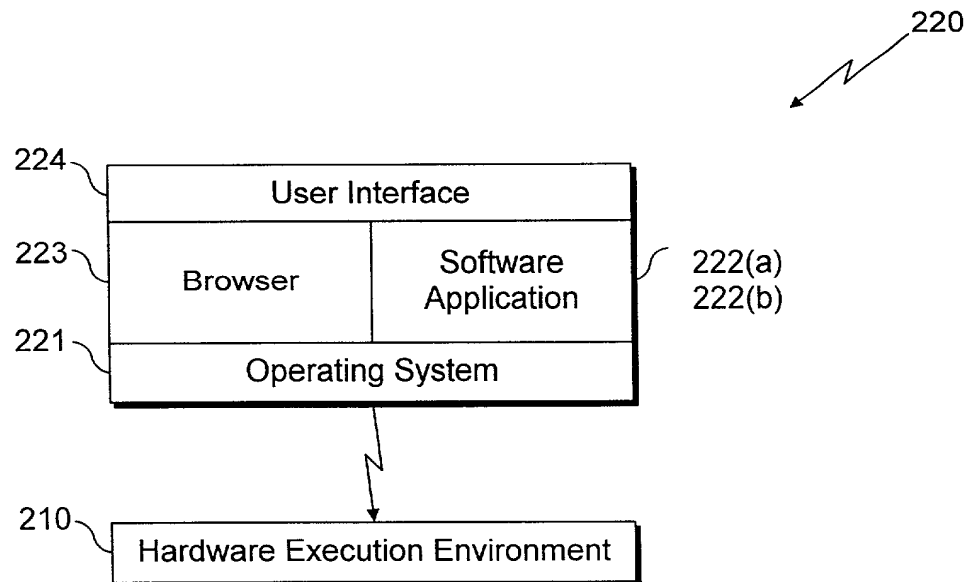 220
224
User Interface
223
Browser
Software
Application
222(a)
222(b)
221
Operating System
210
Hardware Execution Environment